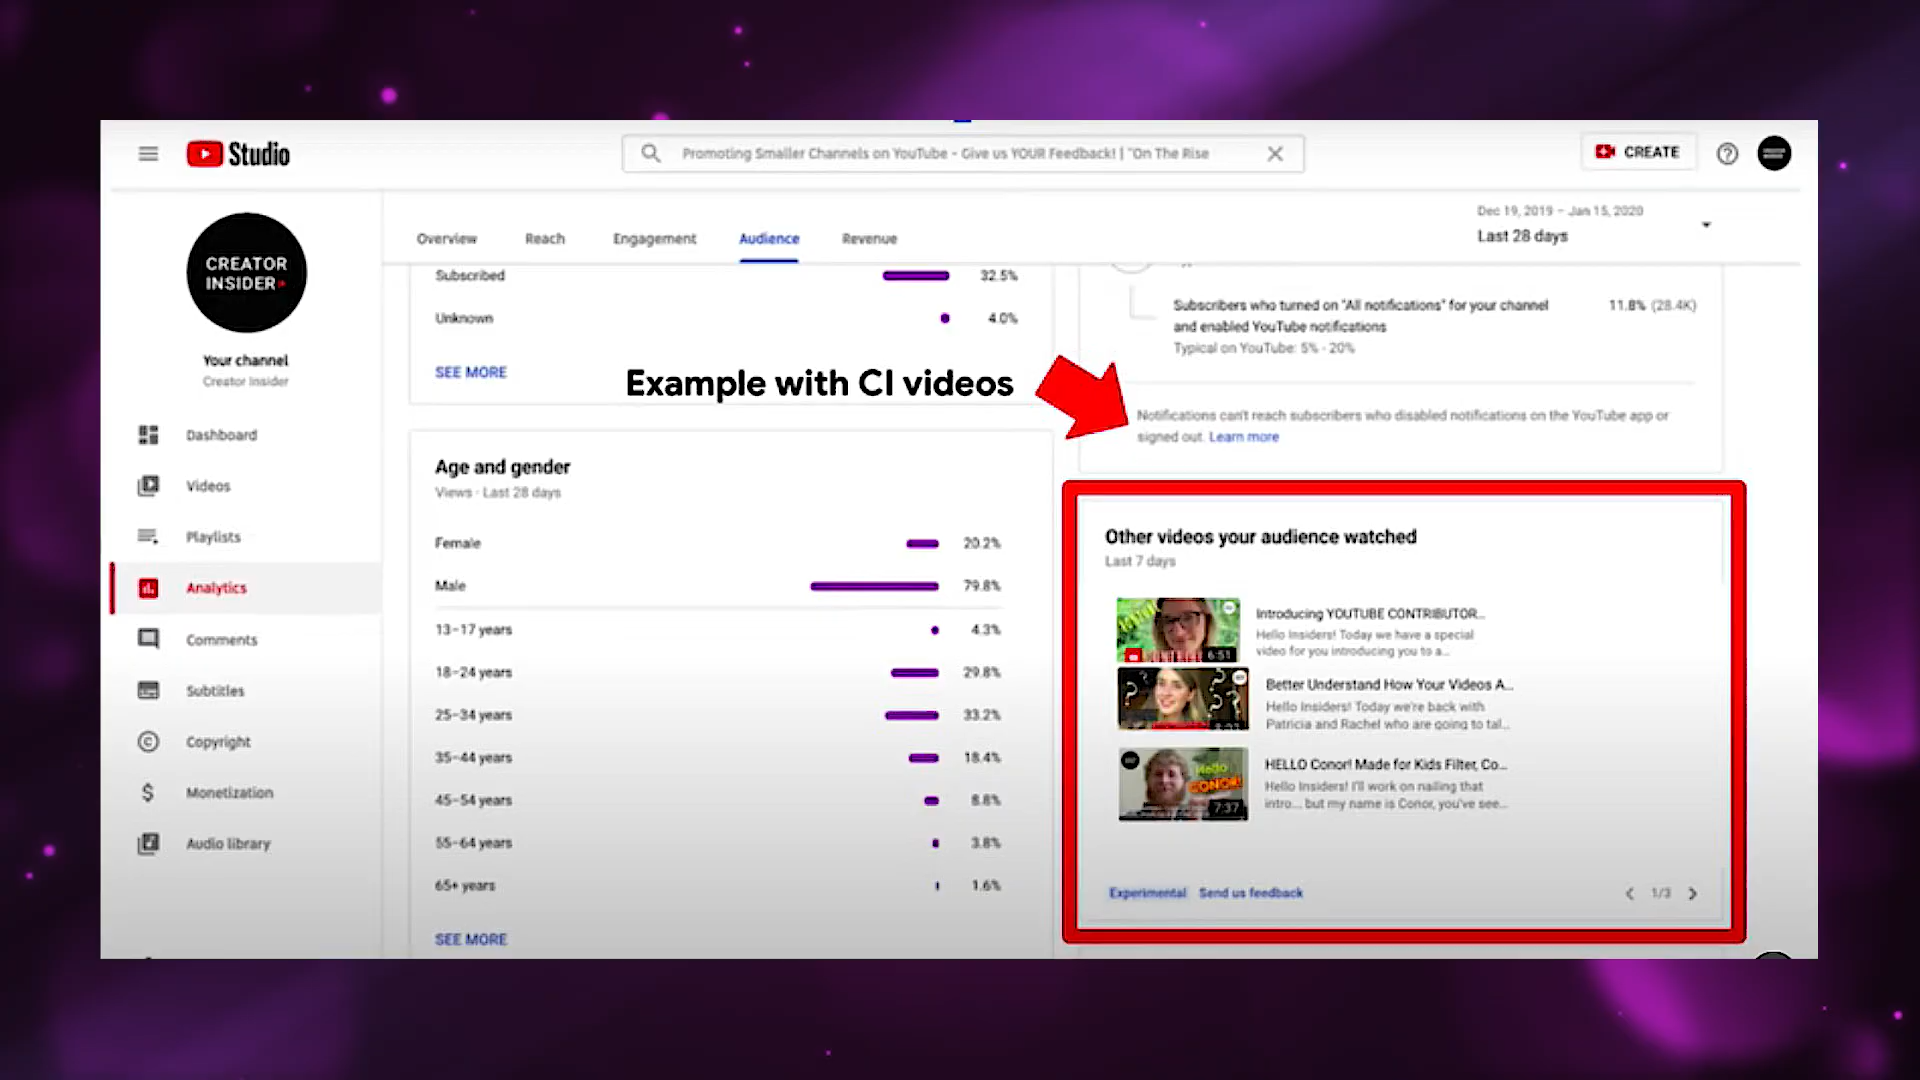 Studio
Promoting Smaller Channels on YouTube - Give us YOUR Feedback! | "On The Rise
CREATE
CREATOR
INSIDER
Your channel
Creator Insider
Dashboard
Videos
Playlists
Analytics
Comments
Subtitles
Copyright
Monetization
Audio library
Overview Reach Engagement Audience Revenue
Dec 19, 2019 – Jan 15, 2020
Last 28 days
Subscribed 32.5%
Unknown 4.0%
SEE MORE
Example with CI videos
Age and gender
Views · Last 28 days
Female 20.2%
Male 79.8%
13–17 years 4.3%
18–24 years 29.8%
25–34 years 33.2%
35–44 years 18.4%
45–54 years 8.8%
55–64 years 3.8%
65+ years 1.6%
SEE MORE
Subscribers who turned on "All notifications" for your channel 11.8% (28.4K)
and enabled YouTube notifications
Typical on YouTube: 5% - 20%
Notifications can't reach subscribers who disabled notifications on the YouTube app or
signed out. Learn more
Other videos your audience watched
Last 7 days
6:51
Introducing YOUTUBE CONTRIBUTOR...
Hello Insiders! Today we have a special
video for you introducing you to a...
Better Understand How Your Videos A...
Hello Insiders! Today we're back with
Patricia and Rachel who are going to tal...
Hello
CONOR!
7:37
HELLO Conor! Made for Kids Filter, Co...
Hello Insiders! I'll work on nailing that
intro... but my name is Conor, you've see...
Experimental Send us feedback
1/3